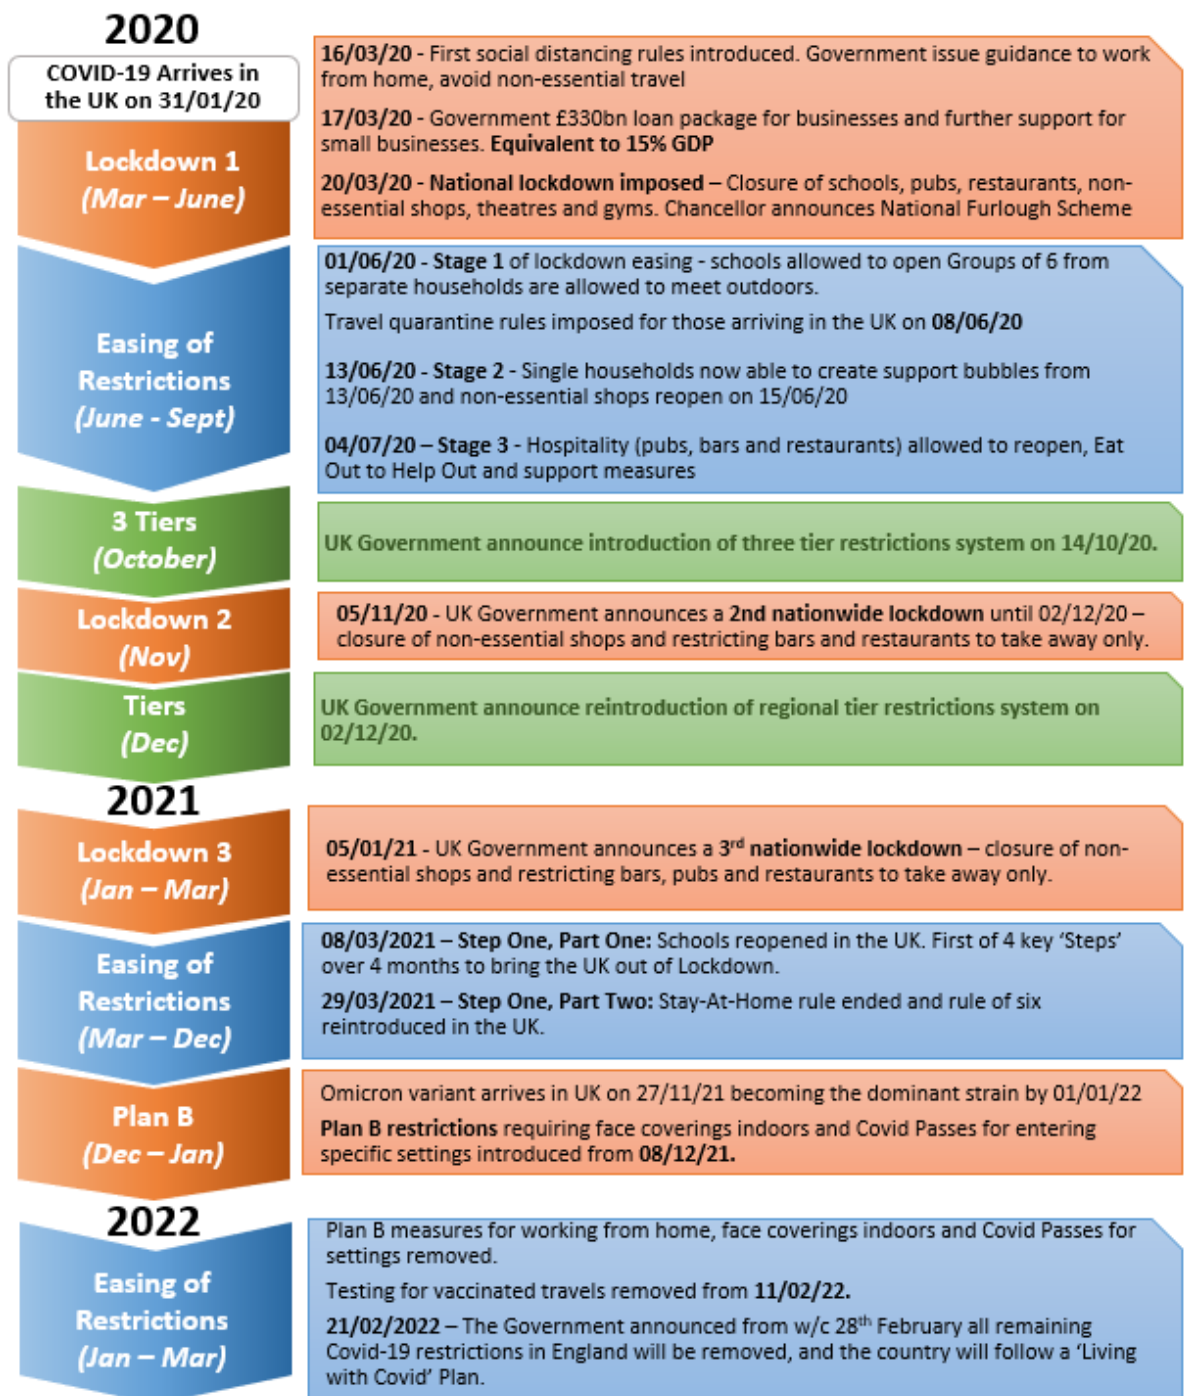 2020
COVID-19 Arrives in
the UK on 31/01/20
Lockdown 1
(Mar – June)
16/03/20 - First social distancing rules introduced. Government issue guidance to work
from home, avoid non-essential travel
17/03/20 - Government £330bn loan package for businesses and further support for
small businesses. Equivalent to 15% GDP
20/03/20 - National lockdown imposed – Closure of schools, pubs, restaurants, non-
essential shops, theatres and gyms. Chancellor announces National Furlough Scheme
Easing of
Restrictions
(June - Sept)
01/06/20 - Stage 1 of lockdown easing - schools allowed to open Groups of 6 from
separate households are allowed to meet outdoors.
Travel quarantine rules imposed for those arriving in the UK on 08/06/20
13/06/20 - Stage 2 - Single households now able to create support bubbles from
13/06/20 and non-essential shops reopen on 15/06/20
04/07/20 – Stage 3 - Hospitality (pubs, bars and restaurants) allowed to reopen, Eat
Out to Help Out and support measures
3 Tiers
(October)
UK Government announce introduction of three tier restrictions system on 14/10/20.
Lockdown 2
(Nov)
05/11/20 - UK Government announces a 2nd nationwide lockdown until 02/12/20 –
closure of non-essential shops and restricting bars and restaurants to take away only.
Tiers
(Dec)
UK Government announce reintroduction of regional tier restrictions system on
02/12/20.
2021
Lockdown 3
(Jan – Mar)
05/01/21 - UK Government announces a 3rd nationwide lockdown – closure of non-
essential shops and restricting bars, pubs and restaurants to take away only.
Easing of
Restrictions
(Mar – Dec)
08/03/2021 – Step One, Part One: Schools reopened in the UK. First of 4 key ‘Steps’
over 4 months to bring the UK out of Lockdown.
29/03/2021 – Step One, Part Two: Stay-At-Home rule ended and rule of six
reintroduced in the UK.
Plan B
(Dec – Jan)
Omicron variant arrives in UK on 27/11/21 becoming the dominant strain by 01/01/22
Plan B restrictions requiring face coverings indoors and Covid Passes for entering
specific settings introduced from 08/12/21.
2022
Easing of
Restrictions
(Jan – Mar)
Plan B measures for working from home, face coverings indoors and Covid Passes for
settings removed.
Testing for vaccinated travels removed from 11/02/22.
21/02/2022 – The Government announced from w/c 28th February all remaining
Covid-19 restrictions in England will be removed, and the country will follow a ‘Living
with Covid’ Plan.